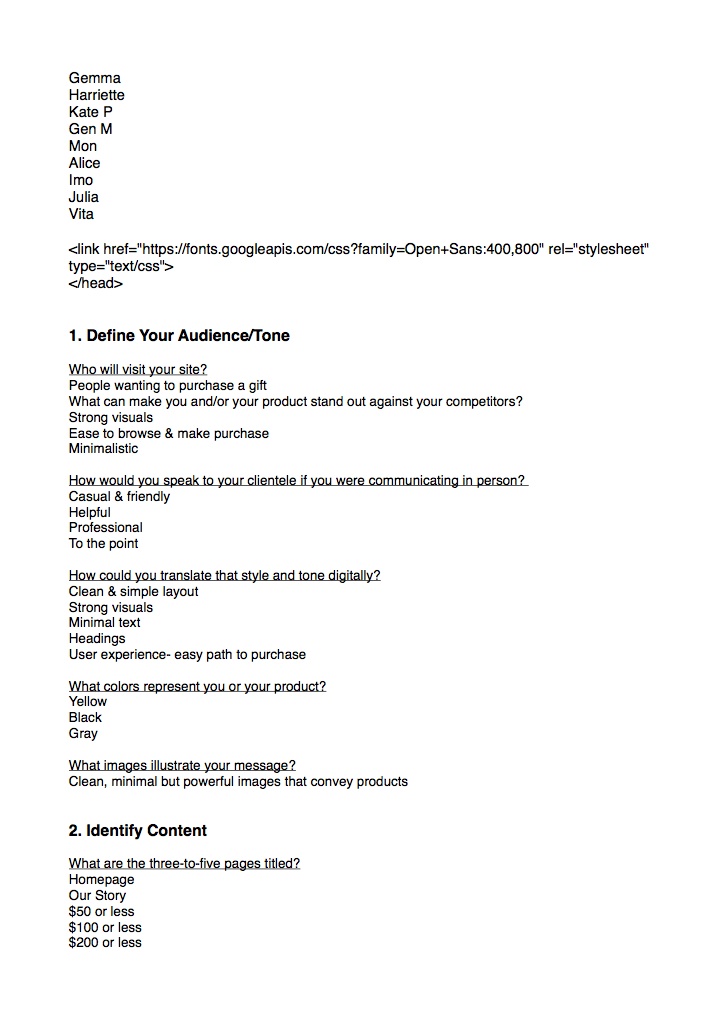 Gemma
Harriette
Kate P
Gen M
Mon
Alice
Imo
Julia
Vita
<link href="https://fonts.googleapis.com/css?family=Open+Sans:400,800" rel="stylesheet"
type="text/css">
</head>
1. Define Your Audience/Tone
Who will visit your site?
People wanting to purchase a gift
What can make you and/or your product stand out against your competitors?
Strong visuals
Ease to browse & make purchase
Minimalistic
How would you speak to your clientele if you were communicating in person?
Casual & friendly
Helpful
Professional
To the point
How could you translate that style and tone digitally?
Clean & simple layout
Strong visuals
Minimal text
Headings
User experience- easy path to purchase
What colors represent you or your product?
Yellow
Black
Gray
What images illustrate your message?
Clean, minimal but powerful images that convey products
2. Identify Content
What are the three-to-five pages titled?
Homepage
Our Story
$50 or less
$100 or less
$200 or less